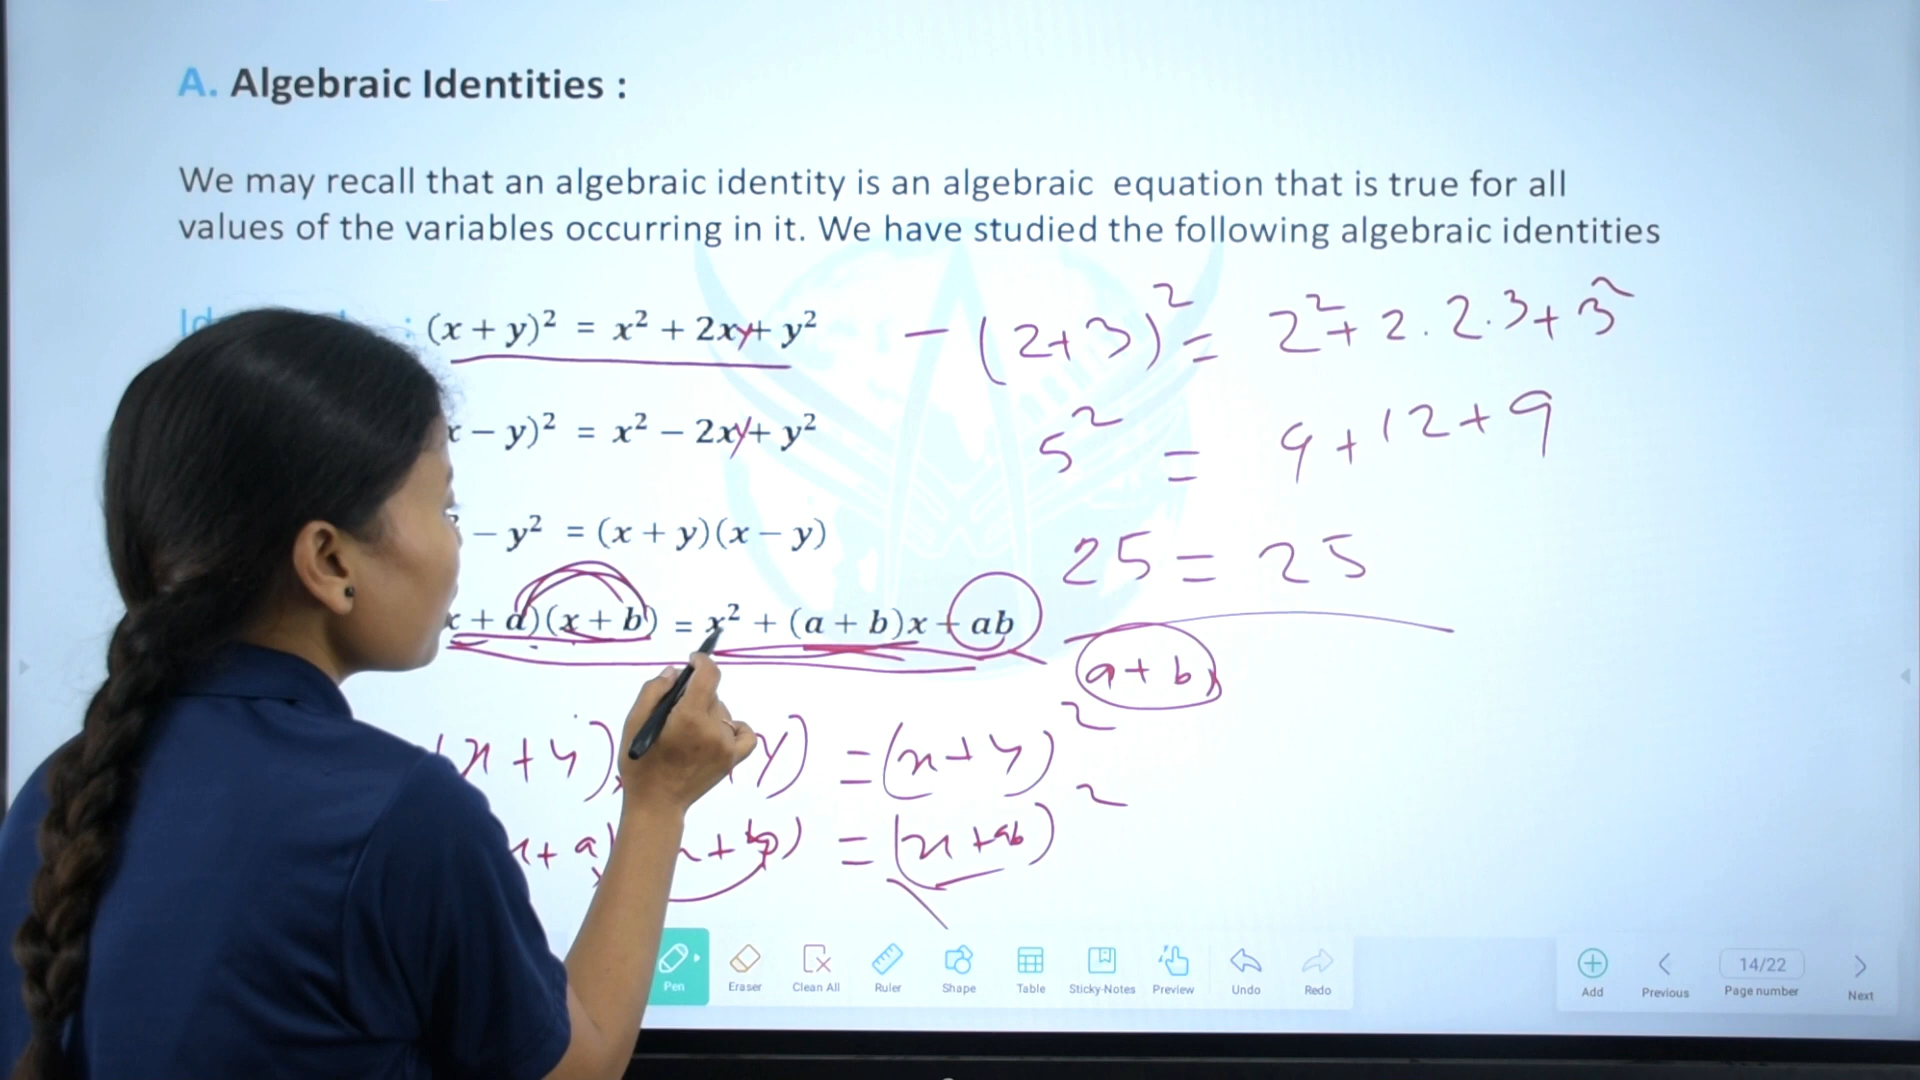 A. Algebraic Identities :
We may recall that an algebraic identity is an algebraic equation that is true for all
values of the variables occurring in it. We have studied the following algebraic identities
: (x + y)² = x² + 2xy + y²
– (2+3)² = 2² + 2 . 2 . 3 + 3²
x – y)² = x² – 2xy + y²
5² = 9 + 12 + 9
– y² = (x + y)(x – y)
25 = 25
x + a)(x + b) = x² + (a + b)x + ab
(a + b)
(x + y) y) = (x + y)²
x + a) x + b) = (x + ab)²
Pen
Eraser
Clean All
Ruler
Shape
Table
Sticky-Notes
Preview
Undo
Redo
Add
Previous
14/22
Page number
Next